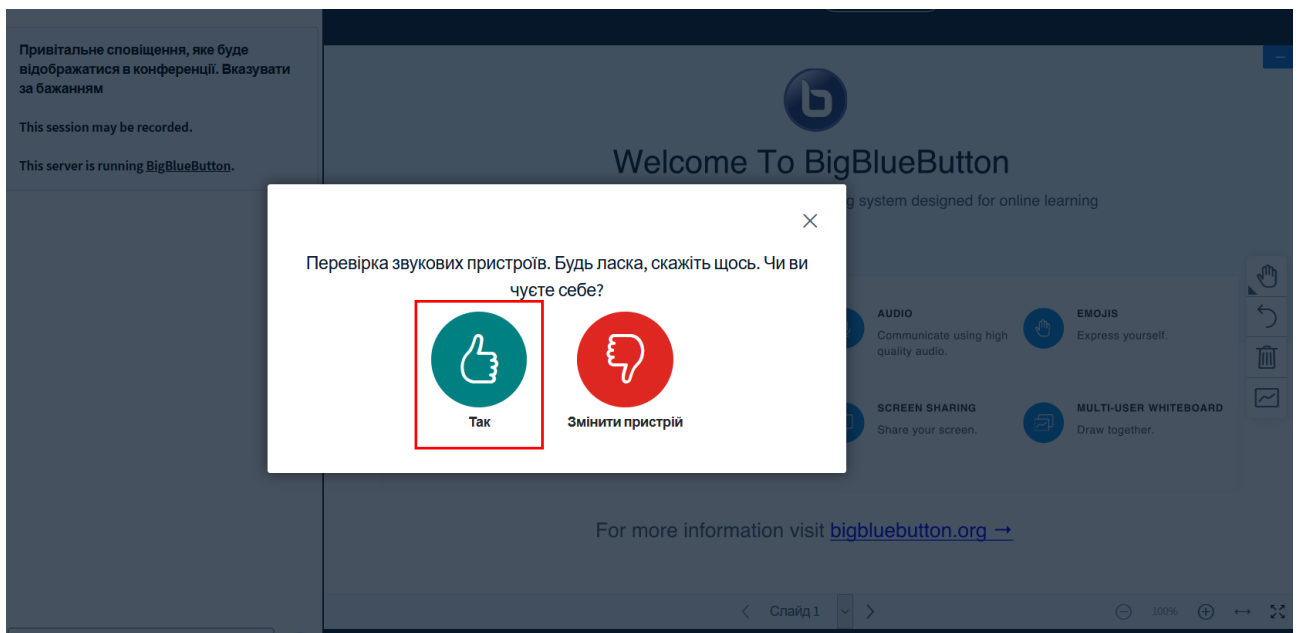 Привітальне сповіщення, яке буде
відображатися в конференції. Вказувати
за бажанням
This session may be recorded.
This server is running BigBlueButton.
Welcome To BigBlueButton
system designed for online learning
Перевірка звукових пристроїв. Будь ласка, скажіть щось. Чи ви
чуєте себе?
Так
Змінити пристрій
AUDIO
Communicate using high
quality audio.
EMOJIS
Express yourself.
SCREEN SHARING
Share your screen.
MULTI-USER WHITEBOARD
Draw together.
For more information visit bigbluebutton.org →
Слайд 1
100%